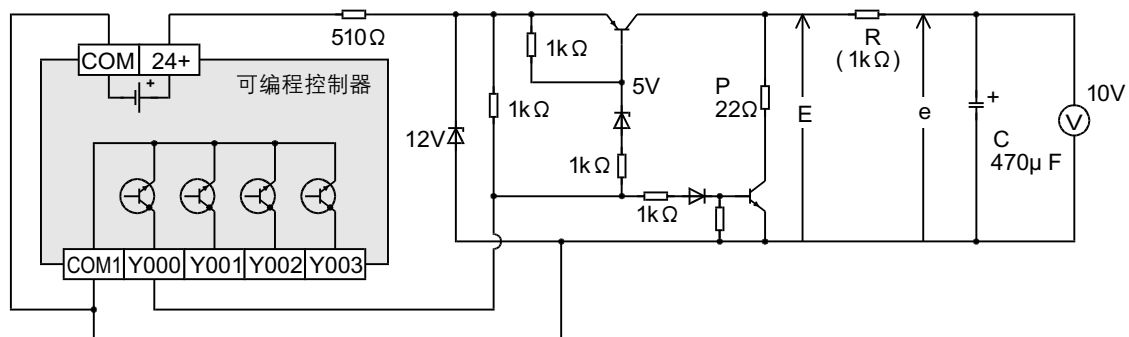 COM 24+
510Ω
可编程控制器
1kΩ
5V
1kΩ
12V
1kΩ
1kΩ
P
22Ω
E
R
(1kΩ)
e
+
C
470μF
10V
V
+
COM1 Y000 Y001 Y002 Y003